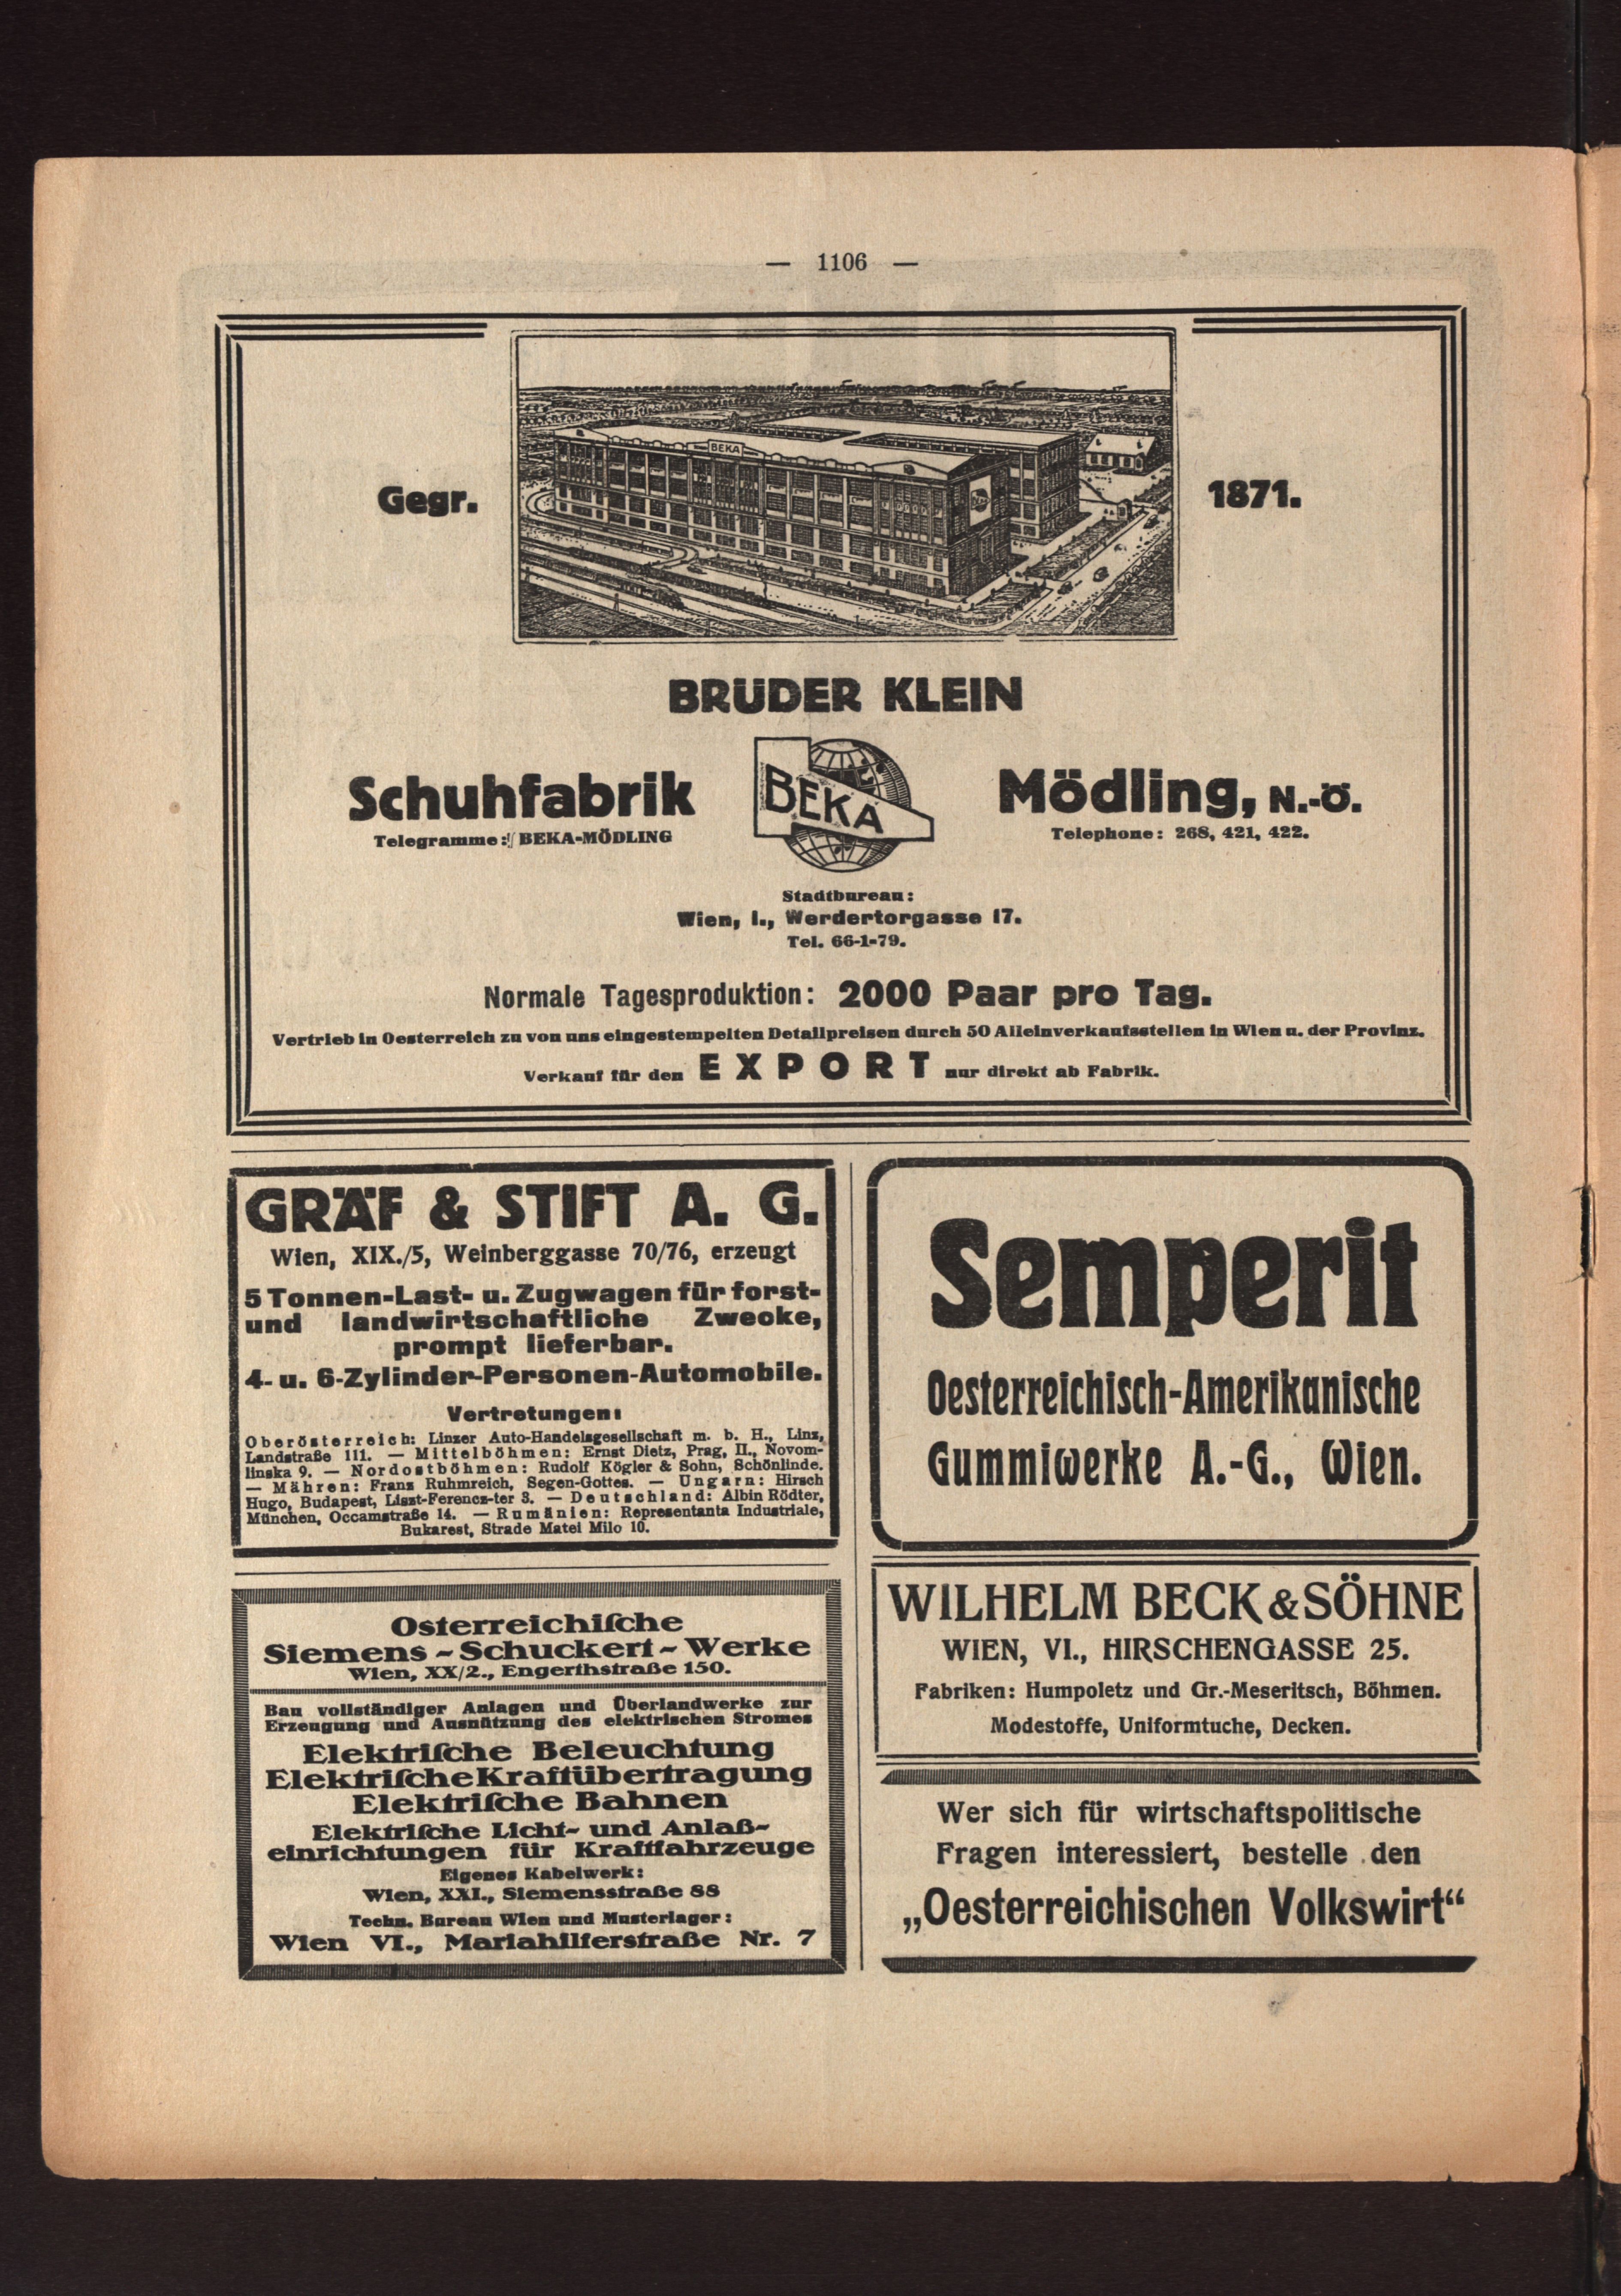 — 1106 —
BEKA
Gegr.
1871.
BRÜDER KLEIN
Schuhfabrik
Telegramme: BEKA-MÖDLING
BEKA
Mödling, N.-Ö.
Telephone: 268, 421, 422.
Stadtbureau:
Wien, I., Werdertorgasse 17.
Tel. 66-1-79.
Normale Tagesproduktion: 2000 Paar pro Tag.
Vertrieb in Oesterreich zu von uns eingestempelten Detailpreisen durch 50 Alleinverkaufsstellen in Wien u. der Provinz.
Verkauf für den EXPORT nur direkt ab Fabrik.
GRÄF & STIFT A. G.
Wien, XIX./5, Weinberggasse 70/76, erzeugt
5 Tonnen-Last- u. Zugwagen für forst-
und landwirtschaftliche Zwecke,
prompt lieferbar.
4- u. 6-Zylinder-Personen-Automobile.
Vertretungen:
Oberösterreich: Linzer Auto-Handelsgesellschaft m. b. H., Linz,
Landstraße 111. — Mittelböhmen: Ernst Dietz, Prag, II., Novom-
linska 9. — Nordostböhmen: Rudolf Kögler & Sohn, Schönlinde.
— Mähren: Franz Ruhmreich, Segen-Gottes. — Ungarn: Hirsch
Hugo, Budapest, Liszt-Ferencz-ter 3. — Deutschland: Albin Rödter,
München, Occamstraße 14. — Rumänien: Representanta Industriale,
Bukarest, Strade Matei Milo 10.
Österreichiſche
Siemens-Schuckert-Werke
Wien, XX/2., Engerthstraße 150.
Bau vollständiger Anlagen und Überlandwerke zur
Erzeugung und Ausnützung des elektrischen Stromes
Elektriſche Beleuchtung
Elektriſche Kraftübertragung
Elektriſche Bahnen
Elektriſche Licht- und Anlaß-
einrichtungen für Kraftfahrzeuge
Eigenes Kabelwerk:
Wien, XXI., Siemensstraße 88
Techn. Bureau Wien und Musterlager:
Wien VI., Mariahilferstraße Nr. 7
Semperit
Oesterreichisch-Amerikanische
Gummiwerke A.-G., Wien.
WILHELM BECK & SÖHNE
WIEN, VI., HIRSCHENGASSE 25.
Fabriken: Humpoletz und Gr.-Meseritsch, Böhmen.
Modestoffe, Uniformtuche, Decken.
Wer sich für wirtschaftspolitische
Fragen interessiert, bestelle den
„Oesterreichischen Volkswirt“